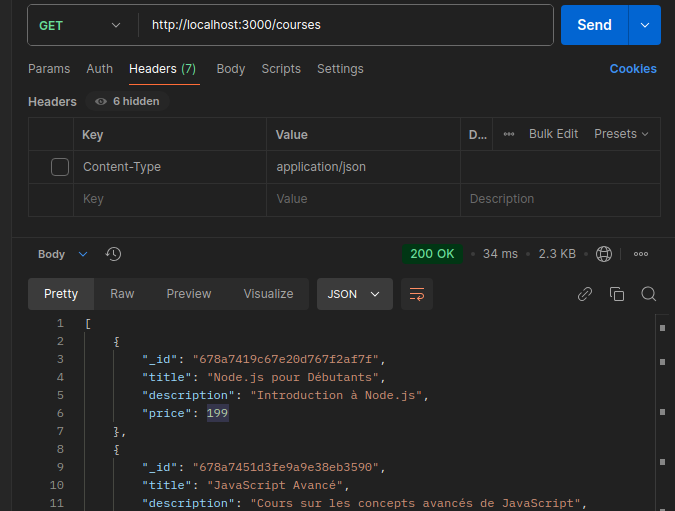 GET http://localhost:3000/courses Send
Params Auth Headers (7) Body Scripts Settings Cookies
Headers 6 hidden
Key Value D... Bulk Edit Presets
Content-Type application/json
Key Value Description
Body 200 OK • 34 ms • 2.3 KB •
Pretty Raw Preview Visualize JSON
1 [
2 {
3 "_id": "678a7419c67e20d767f2af7f",
4 "title": "Node.js pour Débutants",
5 "description": "Introduction à Node.js",
6 "price": 199
7 },
8 {
9 "_id": "678a7451d3fe9a9e38eb3590",
10 "title": "JavaScript Avancé",
11 "description": "Cours sur les concepts avancés de JavaScript",